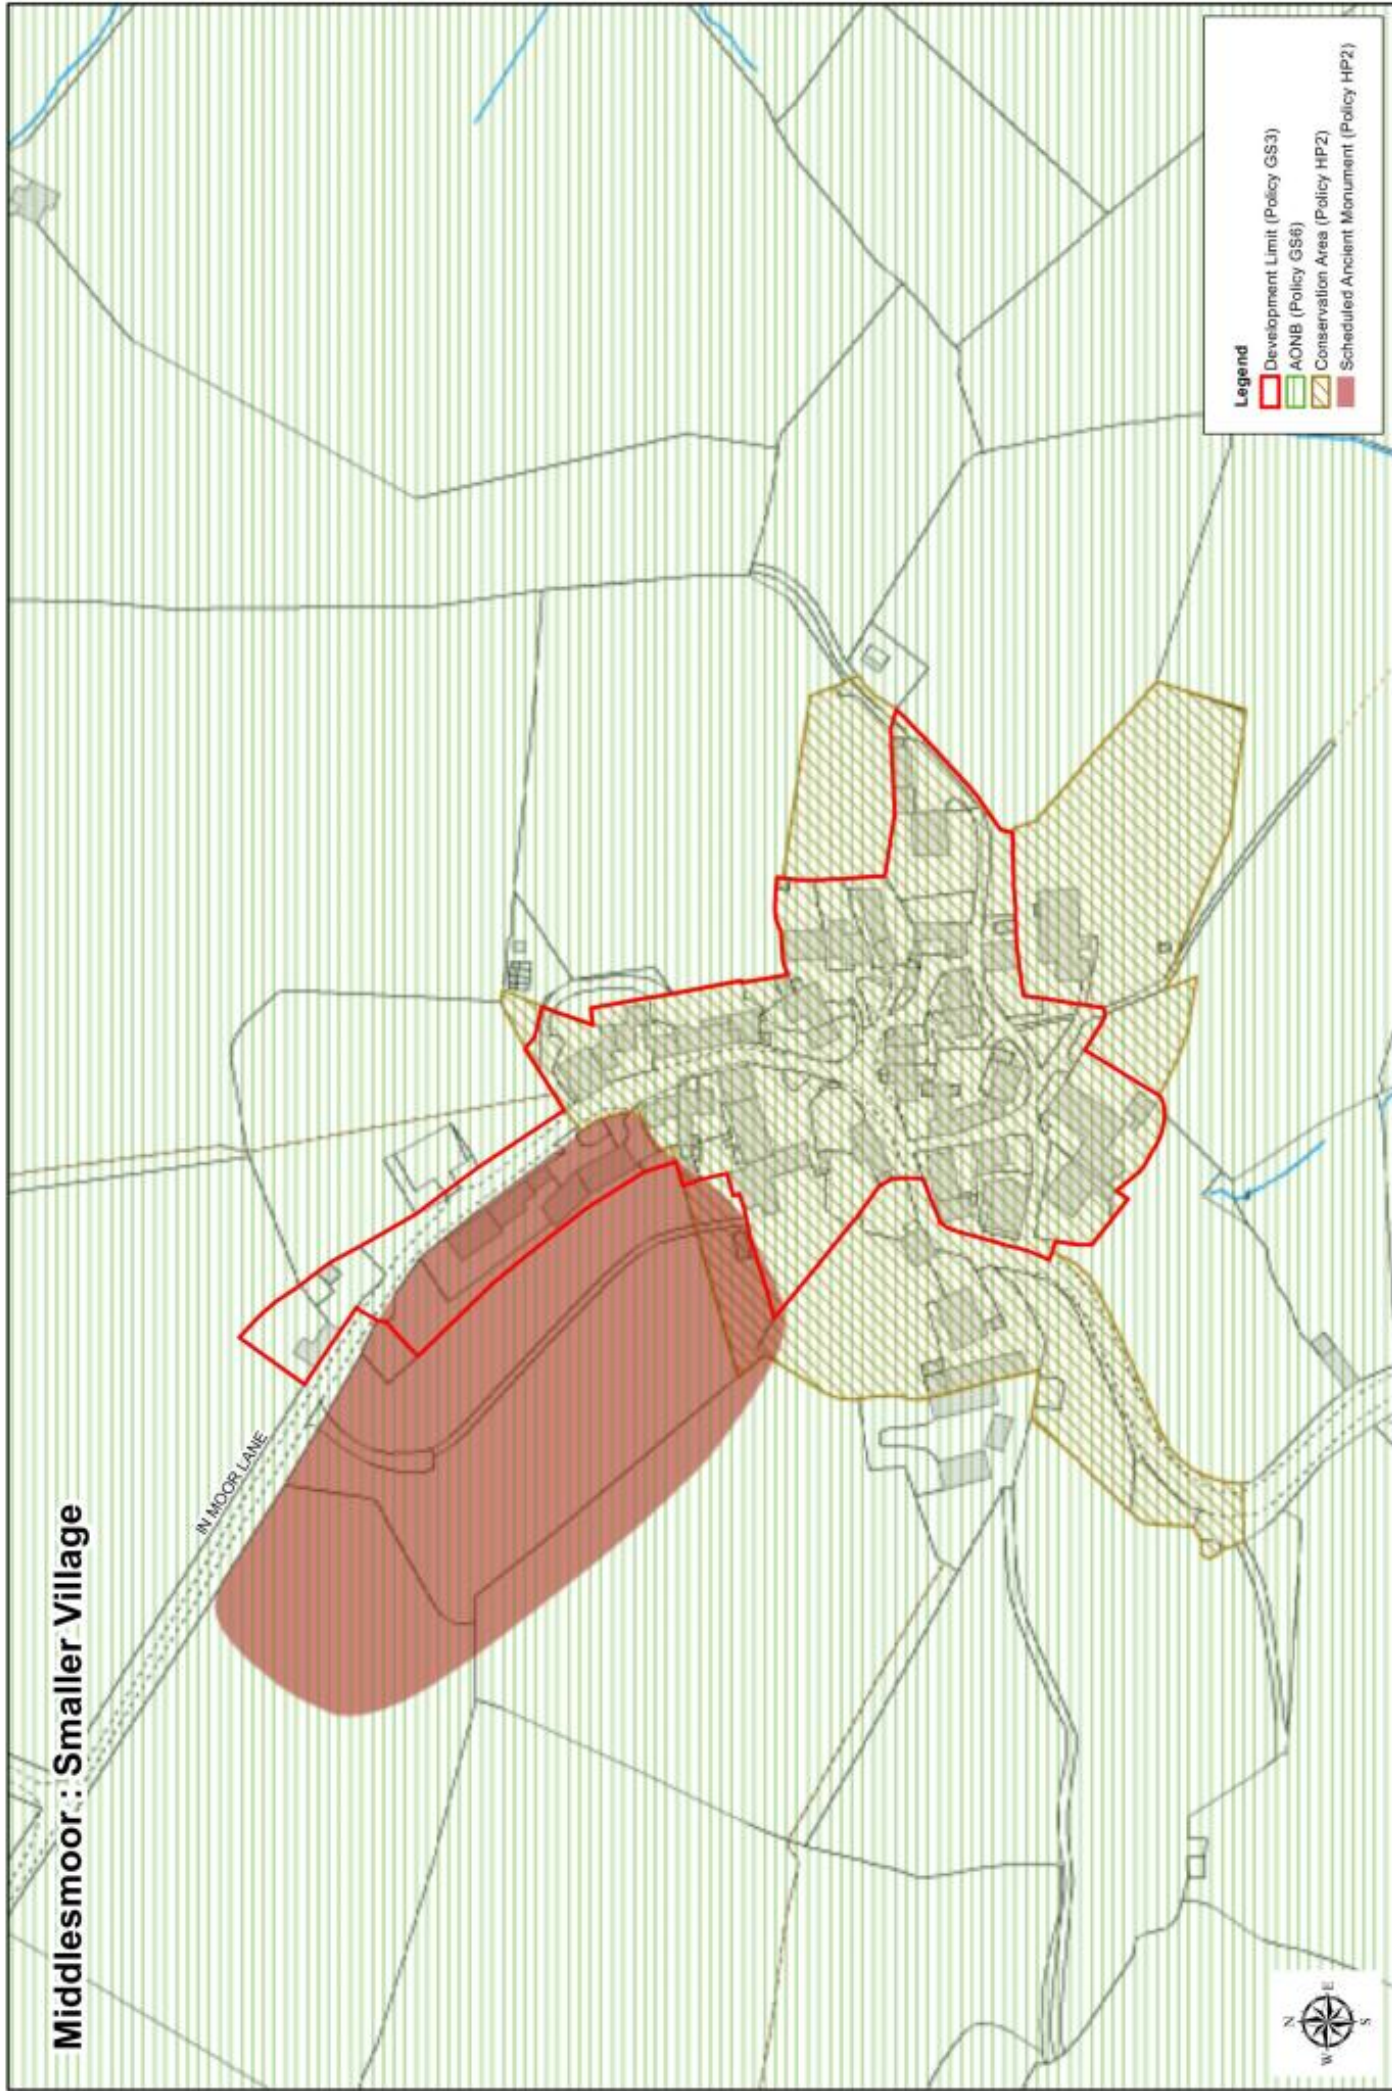 Middlesmoor : Smaller Village
IN MOOR LANE
Legend
Development Limit (Policy GS3)
AONB (Policy GS6)
Conservation Area (Policy HP2)
Scheduled Ancient Monument (Policy HP2)
N
W
E
S